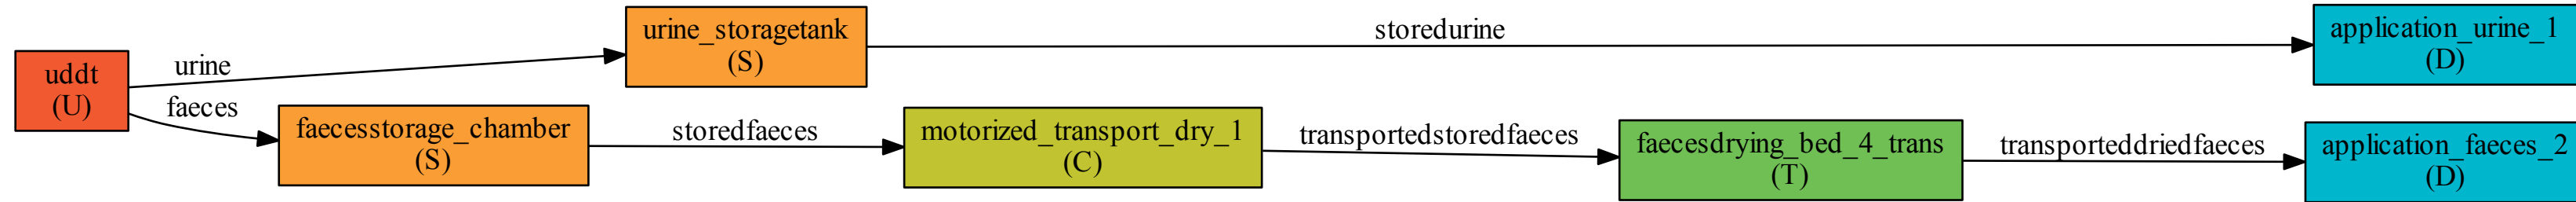 uddt
(U)
urine
faeces
urine_storagetank
(S)
storedurine
application_urine_1
(D)
faecesstorage_chamber
(S)
storedfaeces
motorized_transport_dry_1
(C)
transportedstoredfaeces
faecesdrying_bed_4_trans
(T)
transporteddriedfaeces
application_faeces_2
(D)